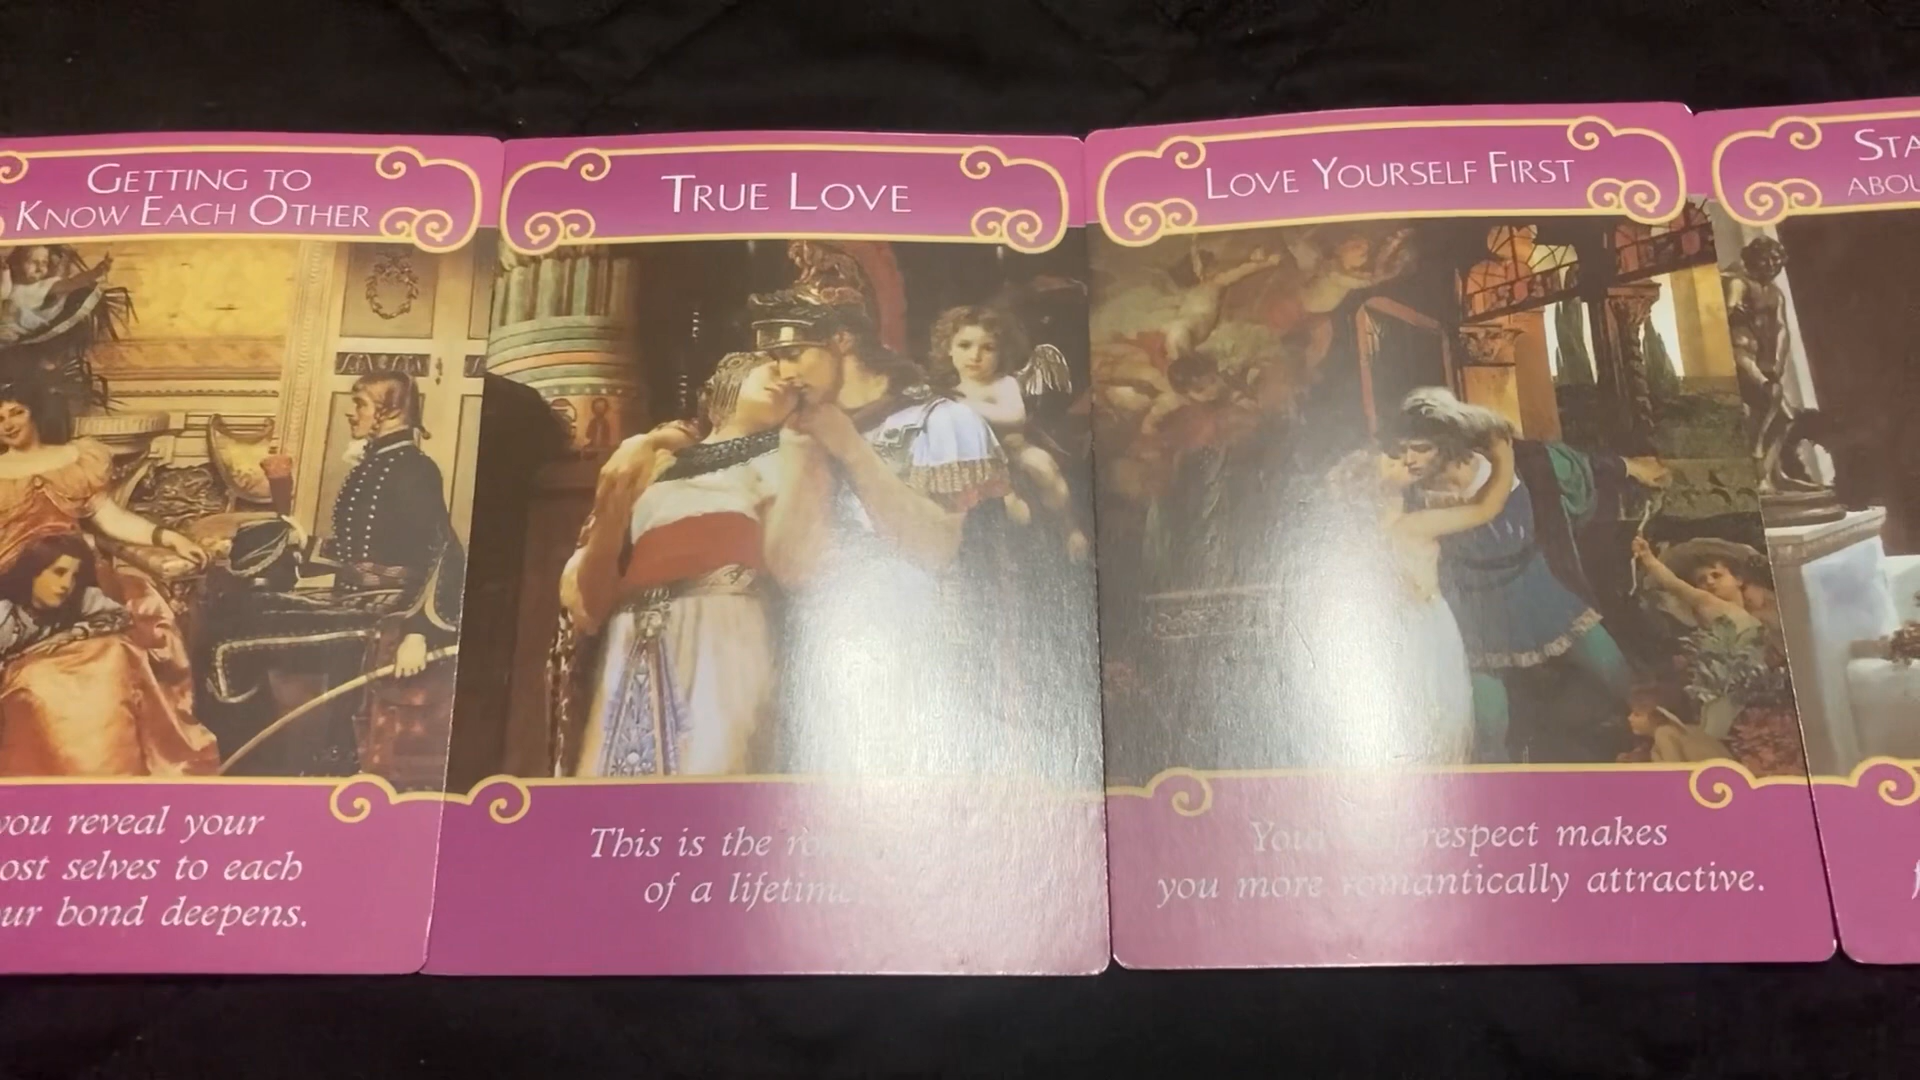 GETTING TO
KNOW EACH OTHER
you reveal your
ost selves to each
ur bond deepens.
TRUE LOVE
This is the
of a lifetime
LOVE YOURSELF FIRST
respect makes
you more romantically attractive.
STA
ABOU